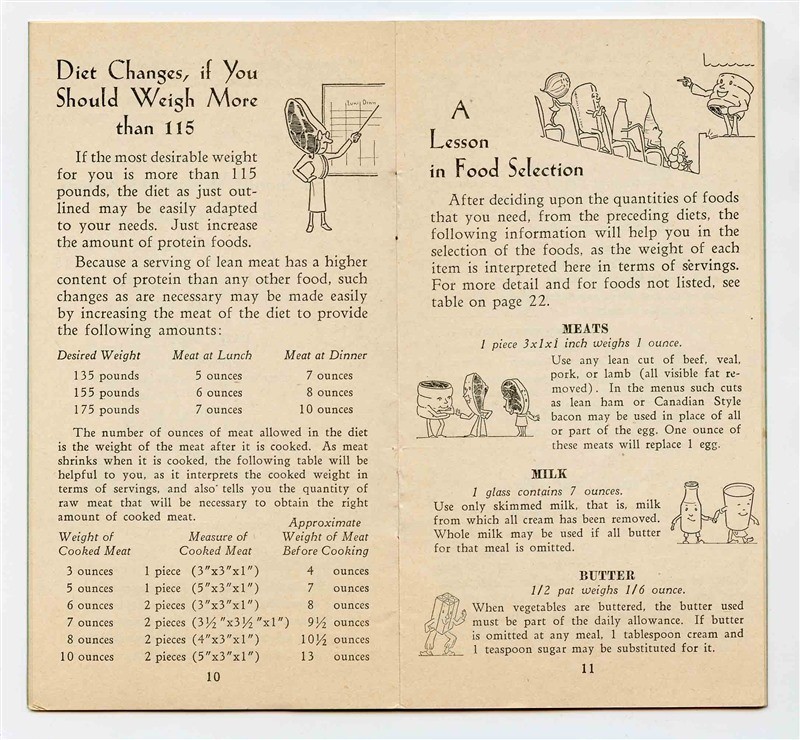 Diet Changes, if You
Should Weigh More
than 115
If the most desirable weight
for you is more than 115
pounds, the diet as just out-
lined may be easily adapted
to your needs. Just increase
the amount of protein foods.
Because a serving of lean meat has a higher
content of protein than any other food, such
changes as are necessary may be made easily
by increasing the meat of the diet to provide
the following amounts:
Desired Weight Meat at Lunch Meat at Dinner
135 pounds 5 ounces 7 ounces
155 pounds 6 ounces 8 ounces
175 pounds 7 ounces 10 ounces
The number of ounces of meat allowed in the diet
is the weight of the meat after it is cooked. As meat
shrinks when it is cooked, the following table will be
helpful to you, as it interprets the cooked weight in
terms of servings, and also tells you the quantity of
raw meat that will be necessary to obtain the right
amount of cooked meat.
Approximate
Weight of Measure of Weight of Meat
Cooked Meat Cooked Meat Before Cooking
3 ounces 1 piece (3"x3"x1") 4 ounces
5 ounces 1 piece (5"x3"x1") 7 ounces
6 ounces 2 pieces (3"x3"x1") 8 ounces
7 ounces 2 pieces (3½"x3½"x1") 9½ ounces
8 ounces 2 pieces (4"x3"x1") 10½ ounces
10 ounces 2 pieces (5"x3"x1") 13 ounces
10
A
Lesson
in Food Selection
After deciding upon the quantities of foods
that you need, from the preceding diets, the
following information will help you in the
selection of the foods, as the weight of each
item is interpreted here in terms of servings.
For more detail and for foods not listed, see
table on page 22.
MEATS
1 piece 3x1x1 inch weighs 1 ounce.
Use any lean cut of beef, veal,
pork, or lamb (all visible fat re-
moved). In the menus such cuts
as lean ham or Canadian Style
bacon may be used in place of all
or part of the egg. One ounce of
these meats will replace 1 egg.
MILK
1 glass contains 7 ounces.
Use only skimmed milk, that is, milk
from which all cream has been removed.
Whole milk may be used if all butter
for that meal is omitted.
BUTTER
1/2 pat weighs 1/6 ounce.
When vegetables are buttered, the butter used
must be part of the daily allowance. If butter
is omitted at any meal, 1 tablespoon cream and
1 teaspoon sugar may be substituted for it.
11